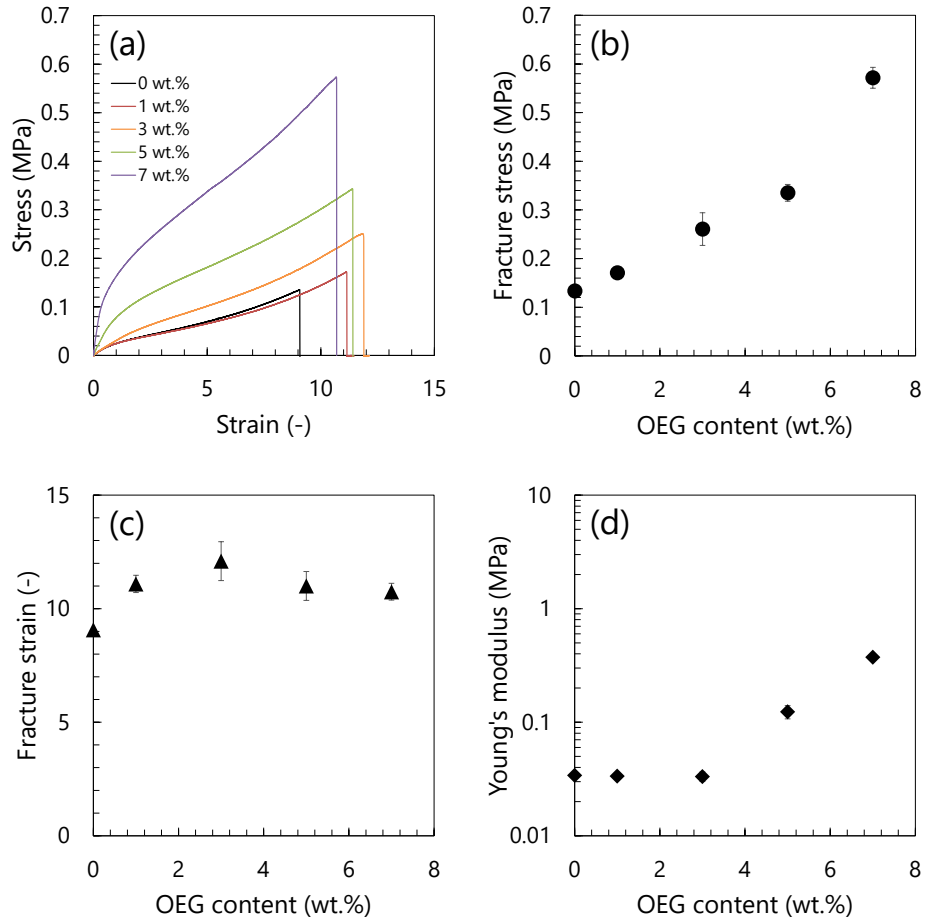 (a)
0.7
0.6
0.5
0.4
0.3
0.2
0.1
0
Stress (MPa)
0 wt.%
1 wt.%
3 wt.%
5 wt.%
7 wt.%
0 5 10 15
Strain (-)
(b)
0.7
0.6
0.5
0.4
0.3
0.2
0.1
0
Fracture stress (MPa)
0 2 4 6 8
OEG content (wt.%)
(c)
15
10
5
0
Fracture strain (-)
0 2 4 6 8
OEG content (wt.%)
(d)
10
1
0.1
0.01
Young's modulus (MPa)
0 2 4 6 8
OEG content (wt.%)